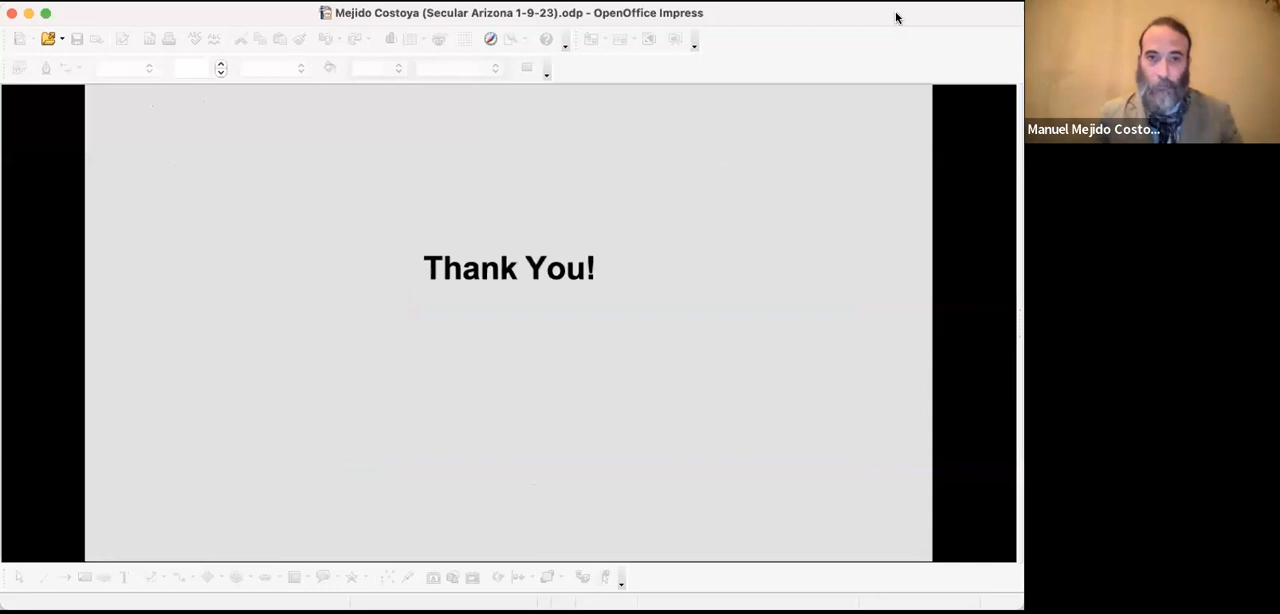 Mejido Costoya (Secular Arizona 1-9-23).odp - OpenOffice Impress
Manuel Mejido Costo...
Thank You!